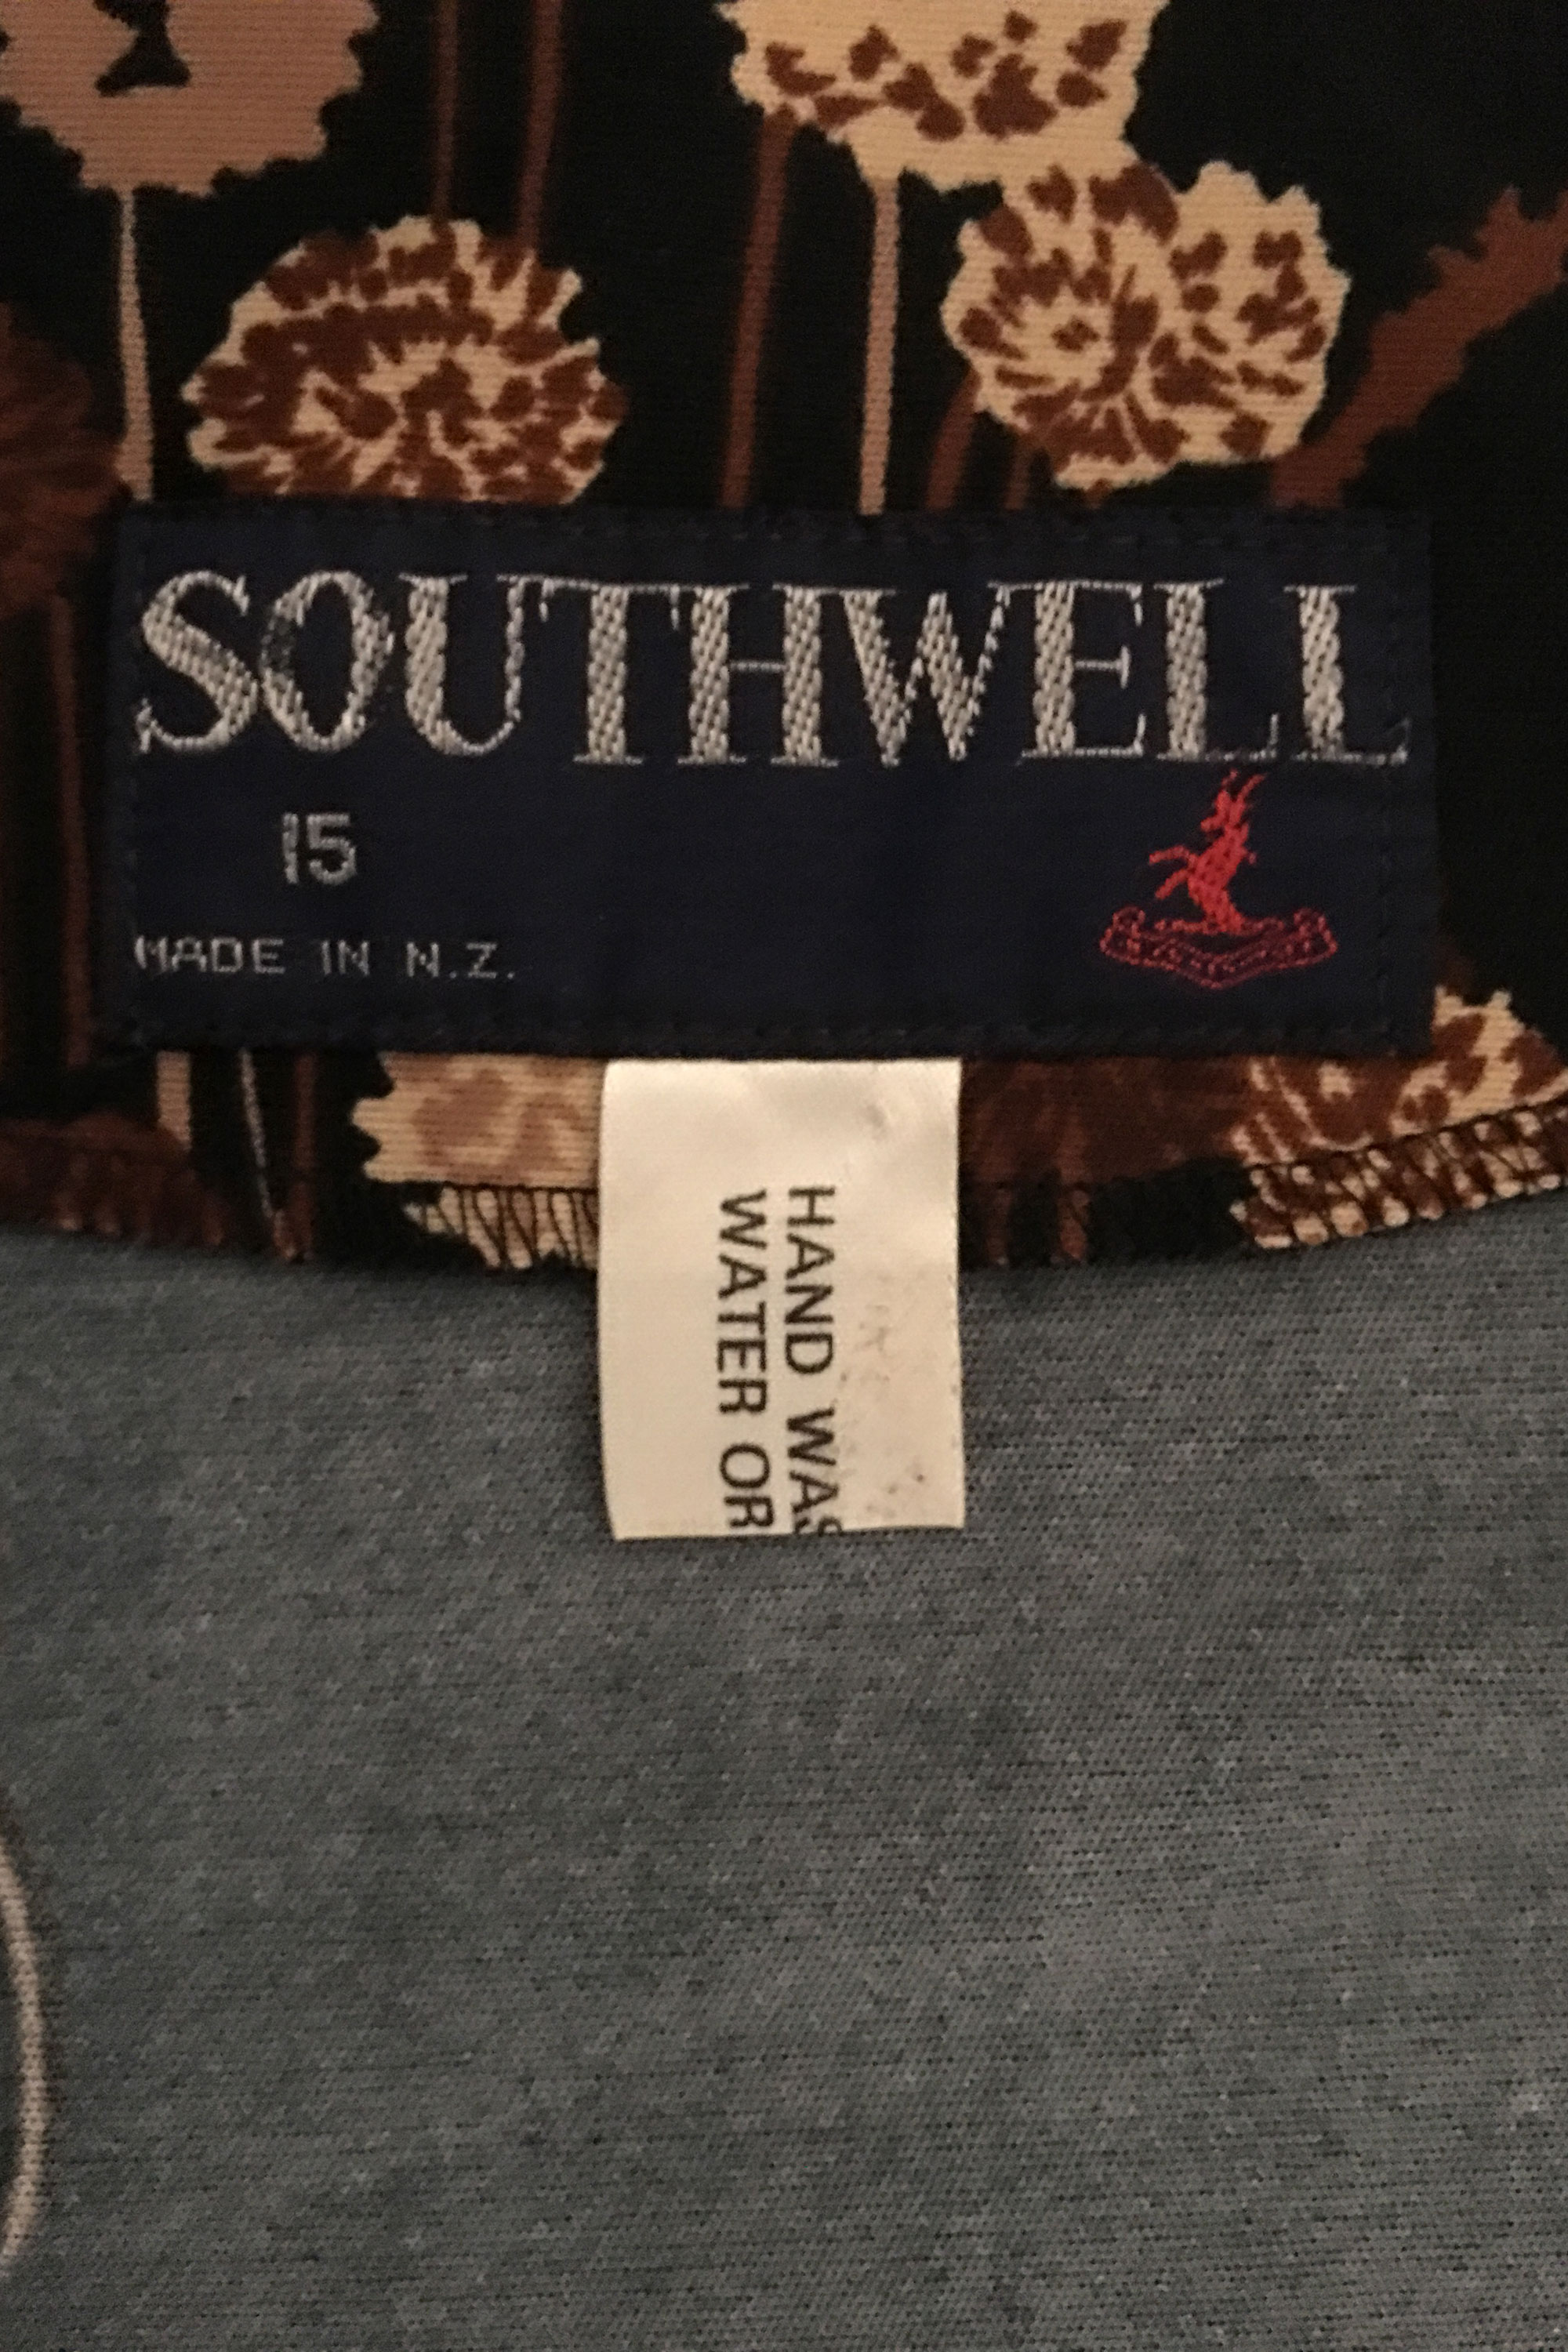 SOUTHWELL
15
MADE IN N.Z.
HAND WAS
WATER OR